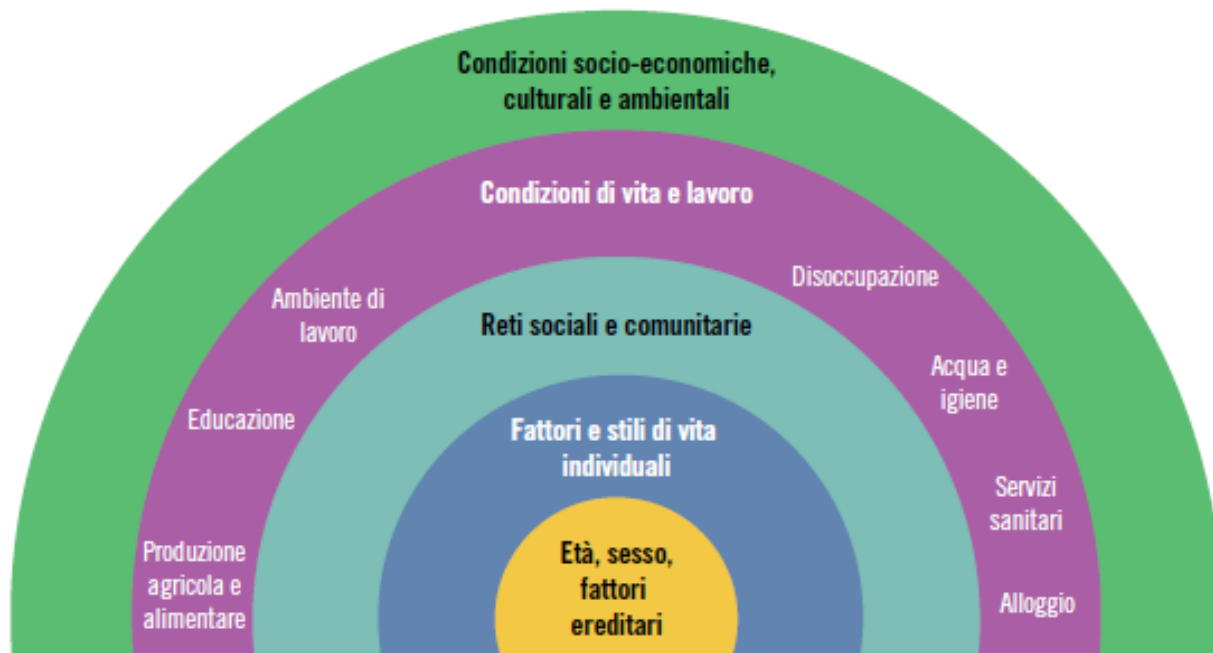 Condizioni socio-economiche,
culturali e ambientali
Condizioni di vita e lavoro
Disoccupazione
Ambiente di
lavoro
Reti sociali e comunitarie
Acqua e
igiene
Educazione
Fattori e stili di vita
individuali
Servizi
sanitari
Produzione
agricola e
alimentare
Età, sesso,
fattori
ereditari
Alloggio